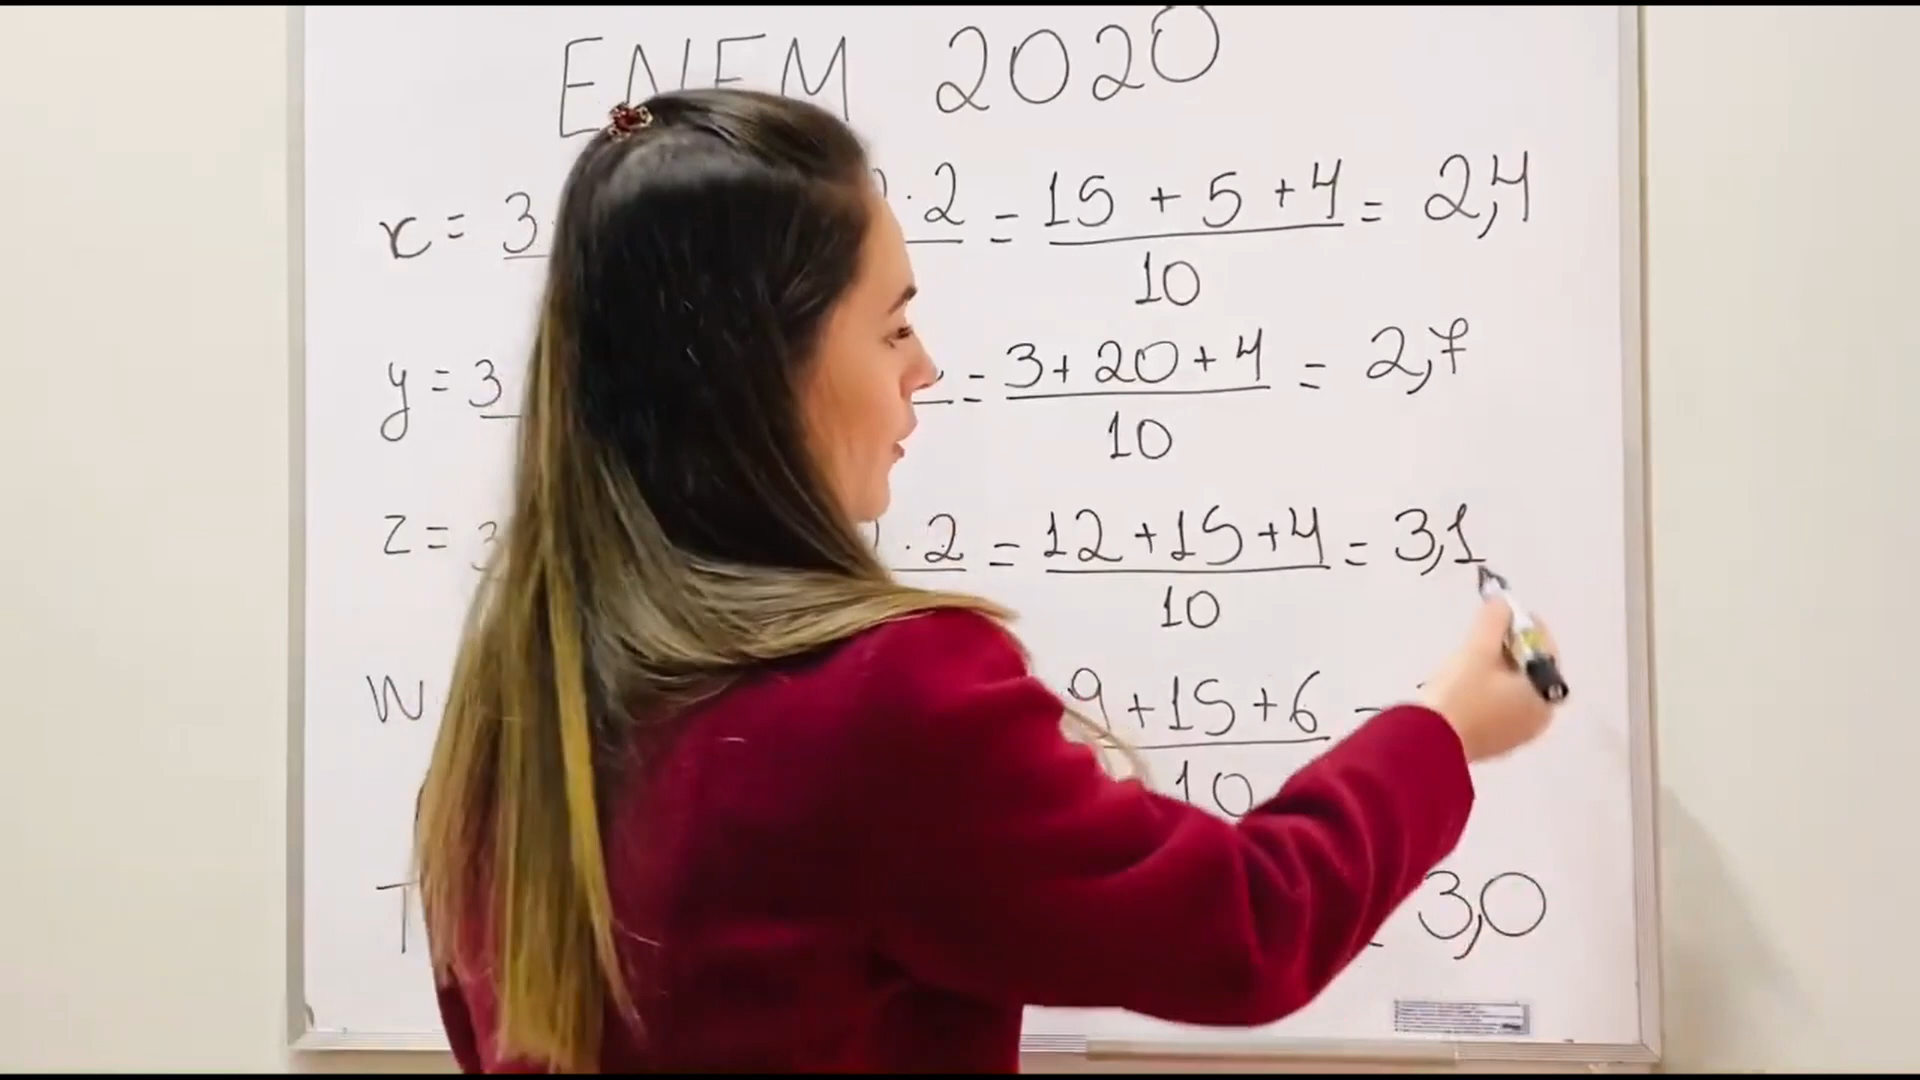 ENEM 2020
x = 3 . 2 = 15 + 5 + 4 = 2,4
10
y = 3 = 3 + 20 + 4 = 2,7
10
z = 3 . 2 = 12 + 15 + 4 = 3,1
10
W 9 + 15 + 6 =
10
T 3,0